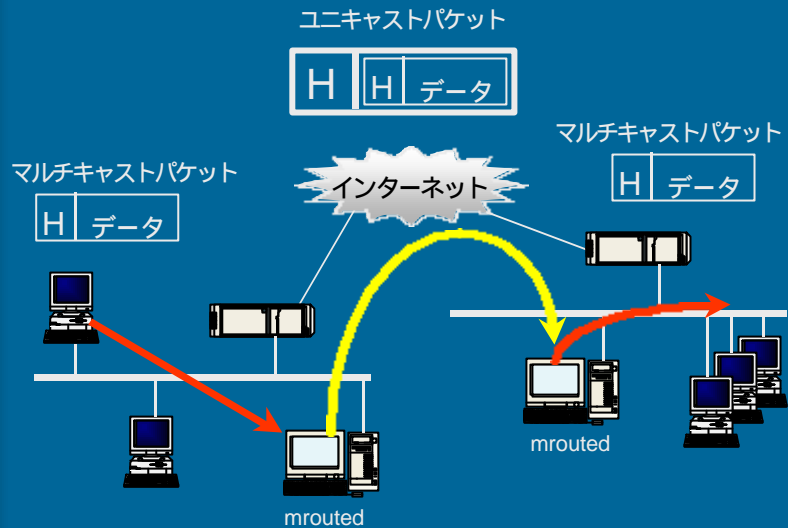 ユニキャストパケット
H H データ
マルチキャストパケット
H データ
マルチキャストパケット
H データ
インターネット
mrouted
mrouted